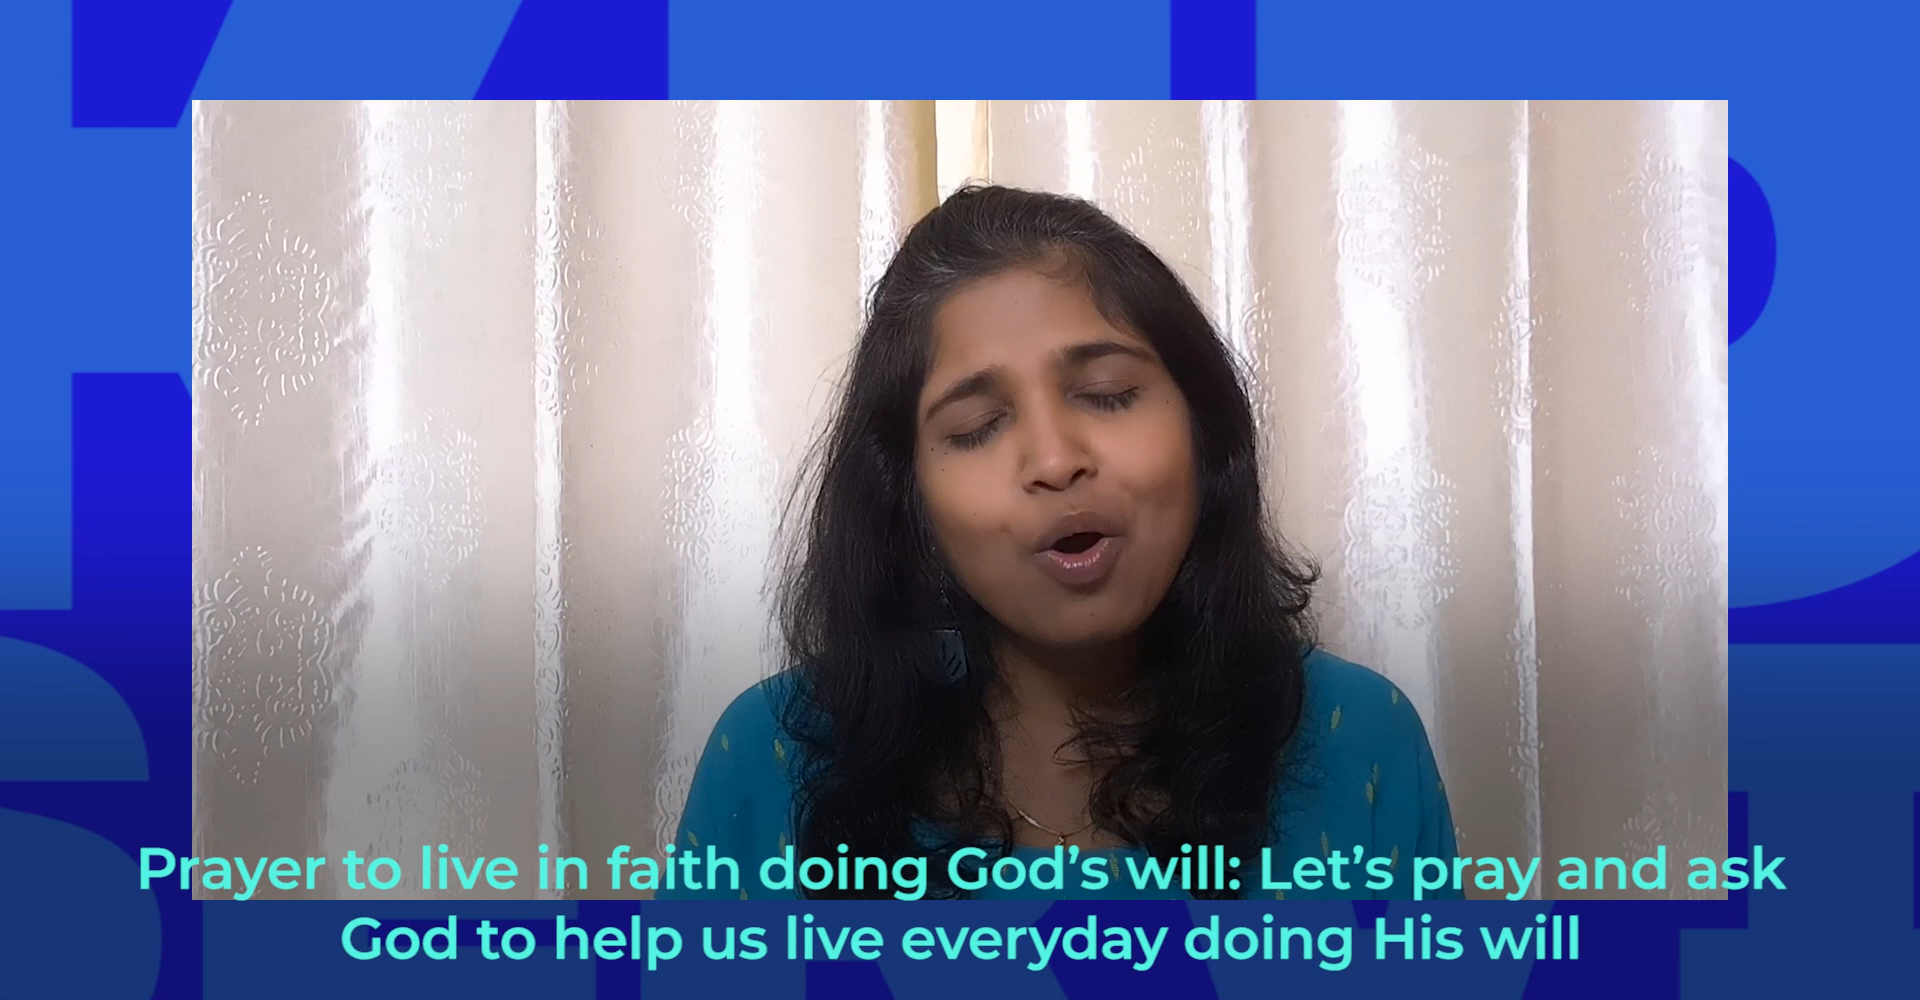 Prayer to live in faith doing God’s will: Let’s pray and ask
God to help us live everyday doing His will